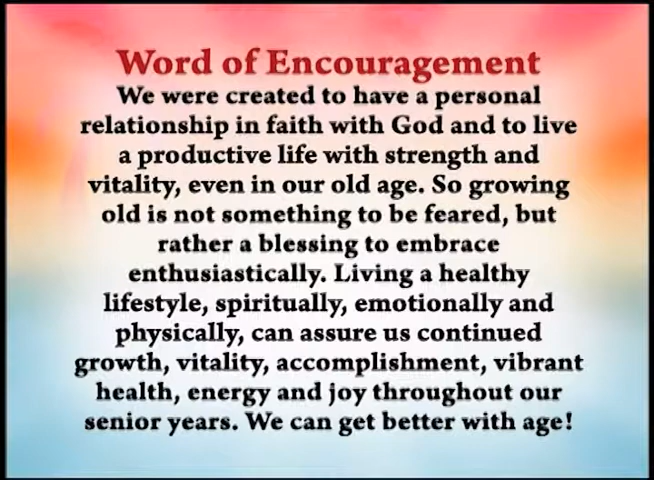 Word of Encouragement
We were created to have a personal
relationship in faith with God and to live
a productive life with strength and
vitality, even in our old age. So growing
old is not something to be feared, but
rather a blessing to embrace
enthusiastically. Living a healthy
lifestyle, spiritually, emotionally and
physically, can assure us continued
growth, vitality, accomplishment, vibrant
health, energy and joy throughout our
senior years. We can get better with age!